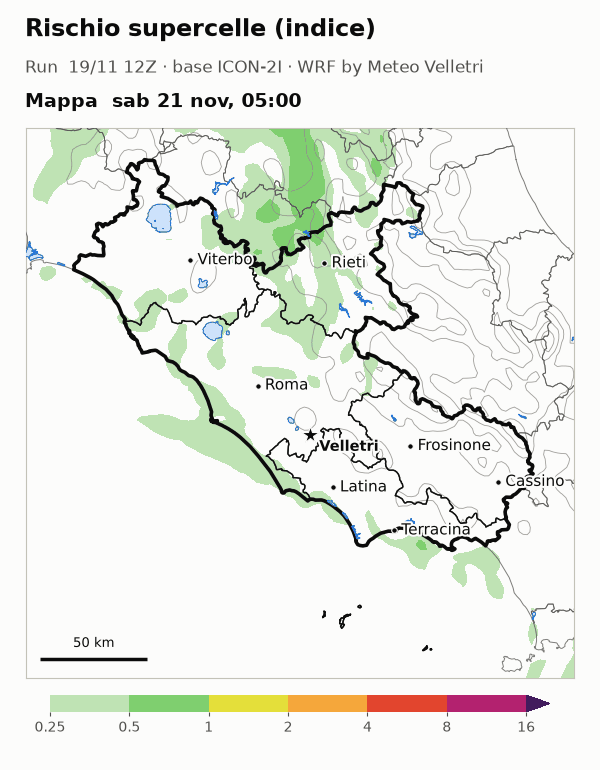 Rischio supercelle (indice)
Run  19/11 12Z · base ICON-2I · WRF by Meteo Velletri
Mappa  sab 21 nov, 05:00
Viterbo
Rieti
Roma
Velletri
Frosinone
Latina
Cassino
Terracina
50 km
0.25 0.5 1 2 4 8 16